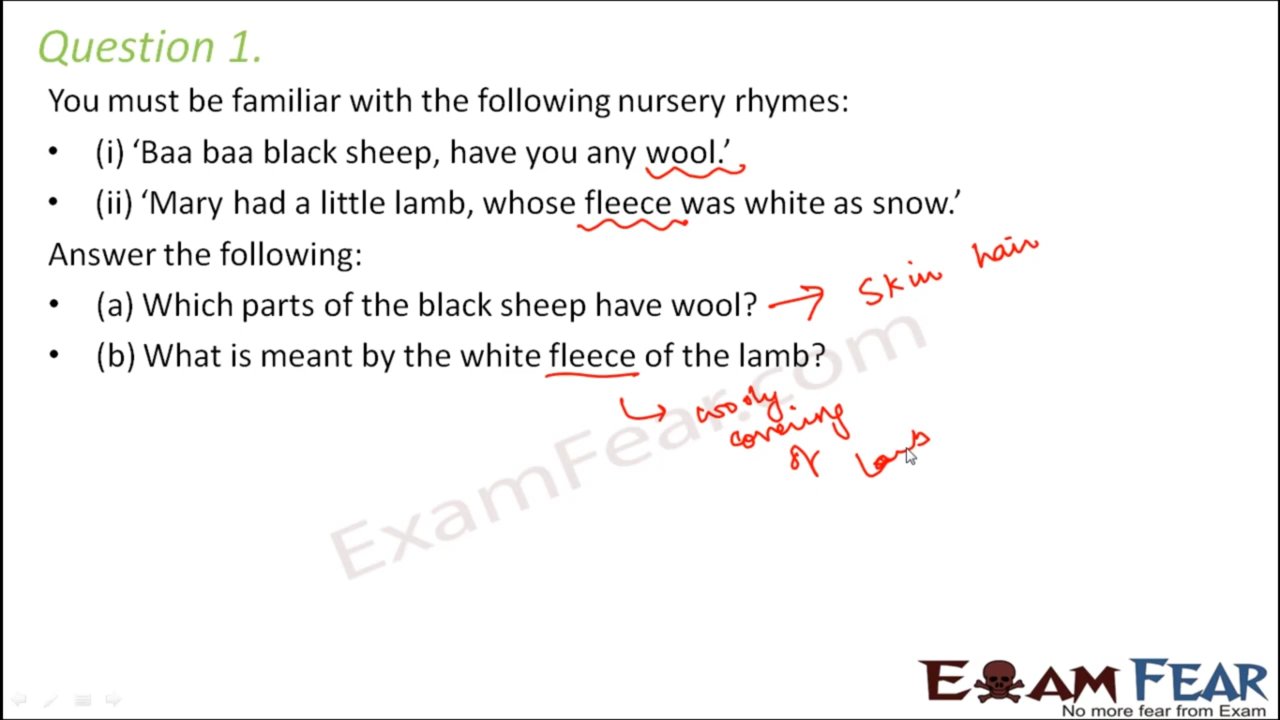 Question 1.
You must be familiar with the following nursery rhymes:
• (i) ‘Baa baa black sheep, have you any wool.’
• (ii) ‘Mary had a little lamb, whose fleece was white as snow.’
Answer the following:
• (a) Which parts of the black sheep have wool? → Skin hair
• (b) What is meant by the white fleece of the lamb?
wooly
covering
of lamb
ExamFear.com
EXAM FEAR
No more fear from Exam